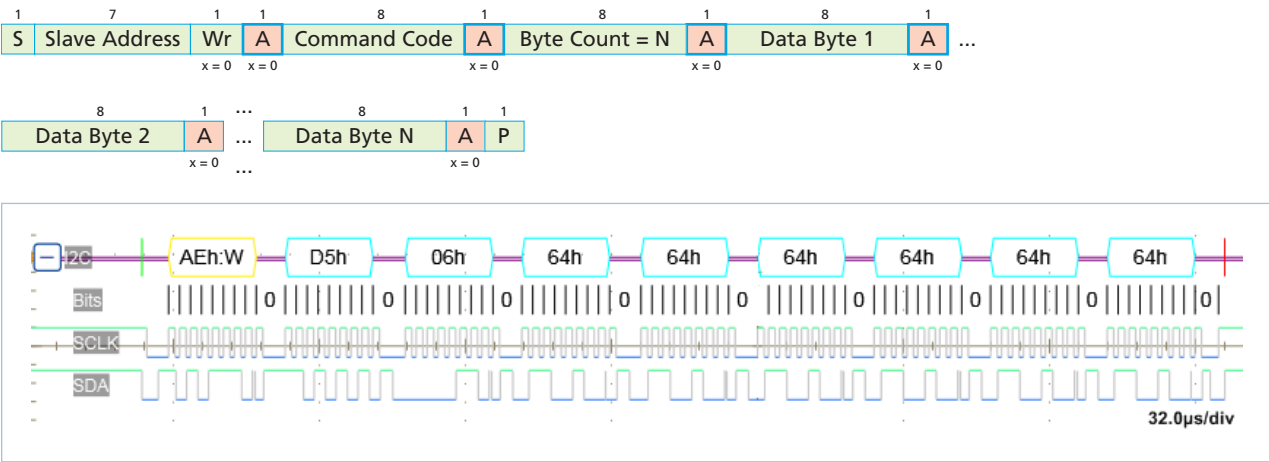 1 7 1 1 8 1 8 1 8 1
S Slave Address Wr A Command Code A Byte Count = N A Data Byte 1 A ...
x = 0 x = 0 x = 0 x = 0 x = 0
8 1 ... 8 1 1
Data Byte 2 A ... Data Byte N A P
x = 0 ... x = 0
I2C AEh:W D5h 06h 64h 64h 64h 64h 64h 64h
Bits 0 0 0 0 0 0 0 0 0
SCLK
SDA
32.0µs/div